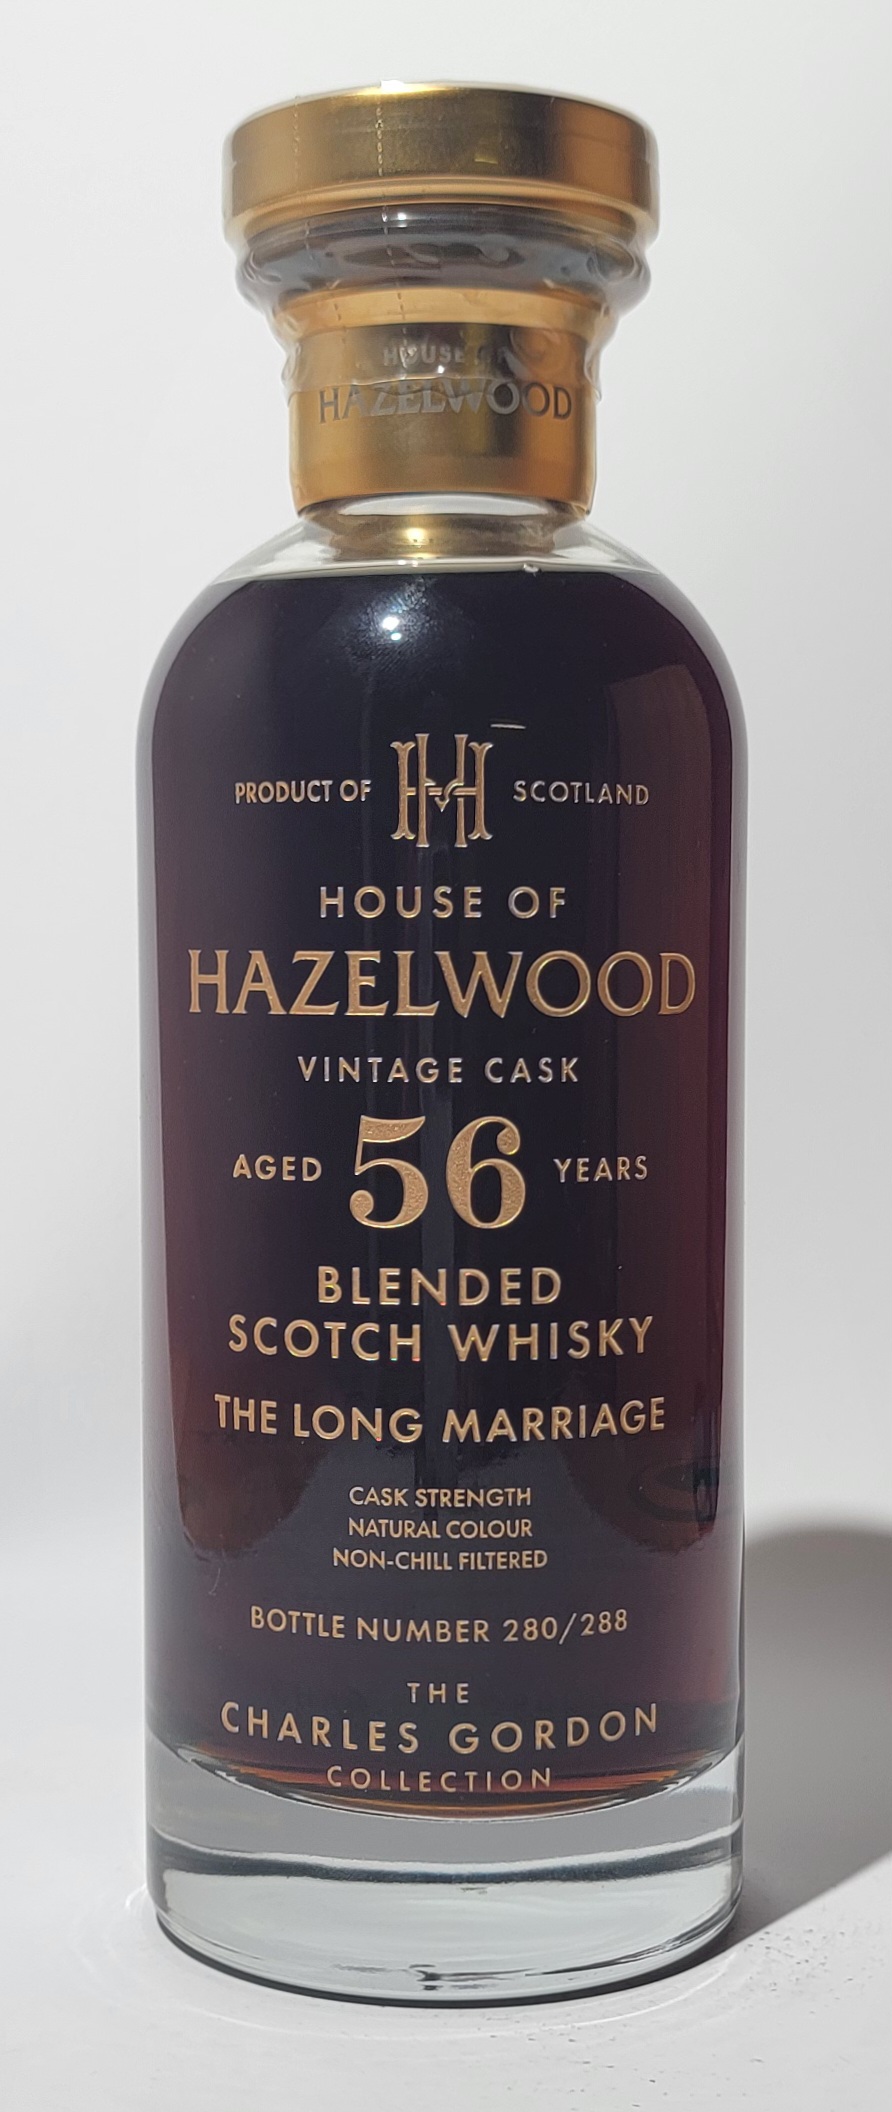 HOUSE OF
HAZELWOOD
PRODUCT OF H SCOTLAND
HOUSE OF
HAZELWOOD
VINTAGE CASK
AGED 56 YEARS
BLENDED
SCOTCH WHISKY
THE LONG MARRIAGE
CASK STRENGTH
NATURAL COLOUR
NON-CHILL FILTERED
BOTTLE NUMBER 280/288
THE
CHARLES GORDON
COLLECTION